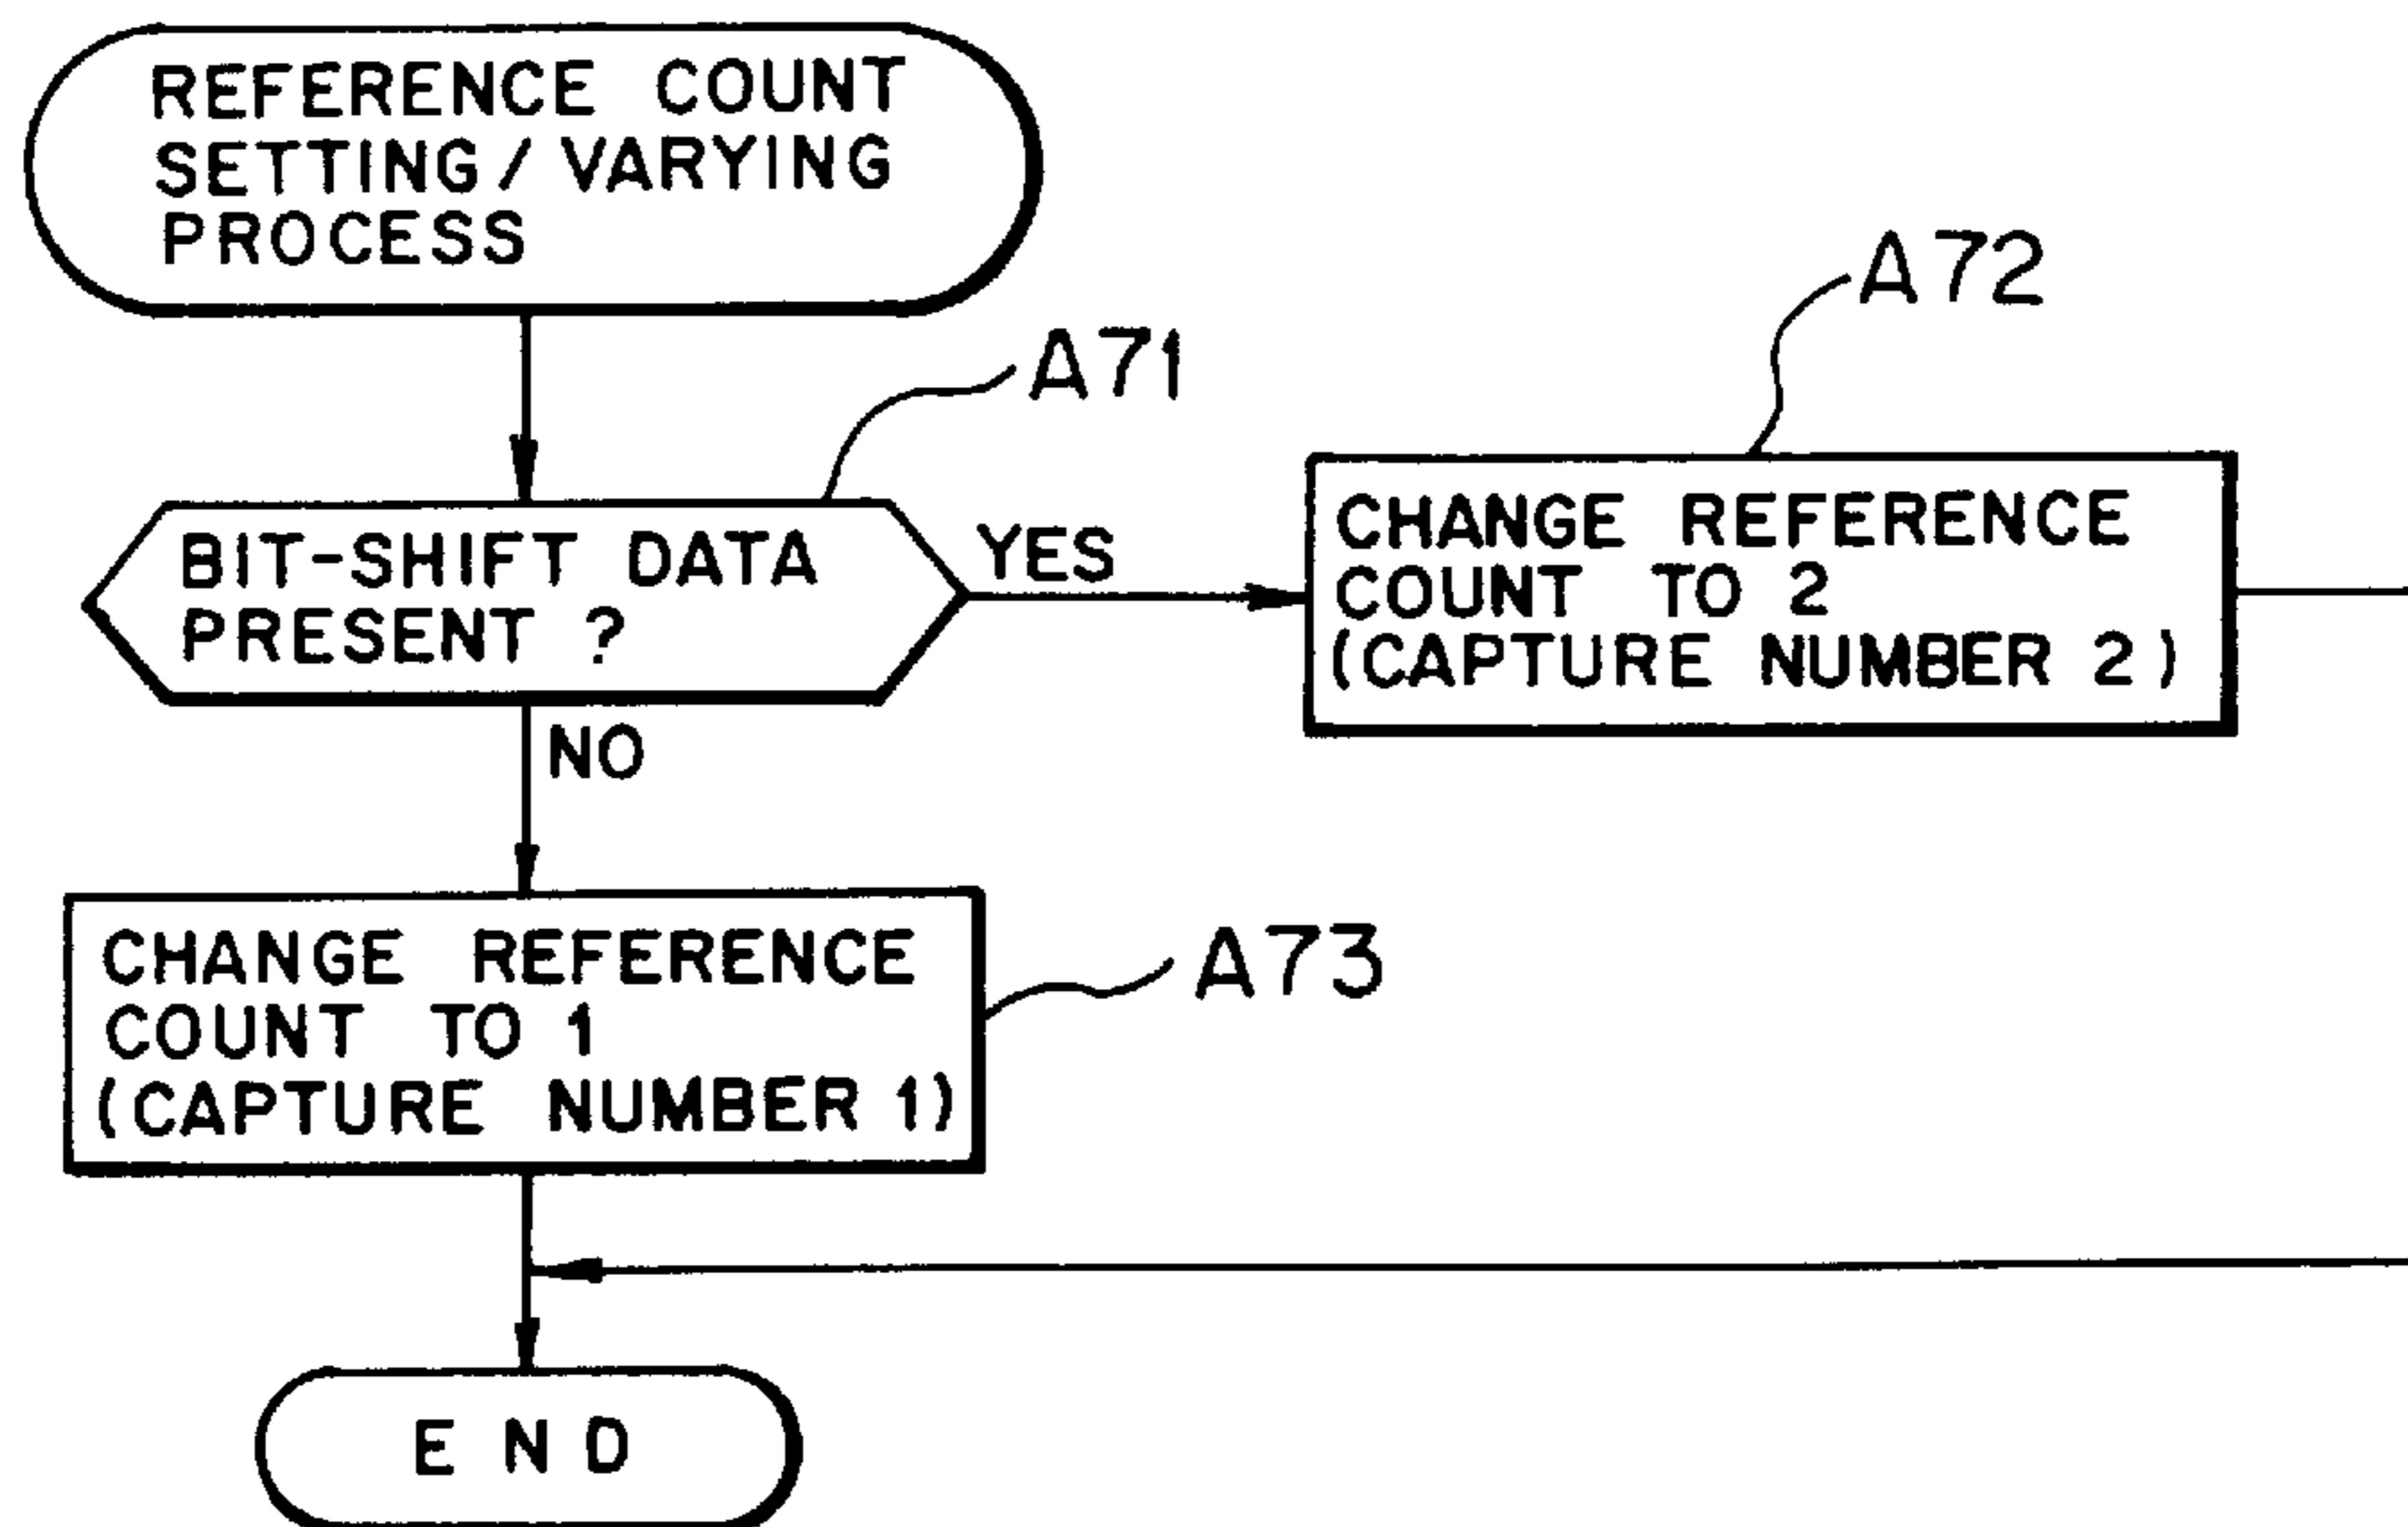 REFERENCE COUNT
SETTING/VARYING
PROCESS
A71
A72
BIT-SHIFT DATA
PRESENT ?
YES
CHANGE REFERENCE
COUNT TO 2
(CAPTURE NUMBER 2)
NO
CHANGE REFERENCE
COUNT TO 1
(CAPTURE NUMBER 1)
A73
END